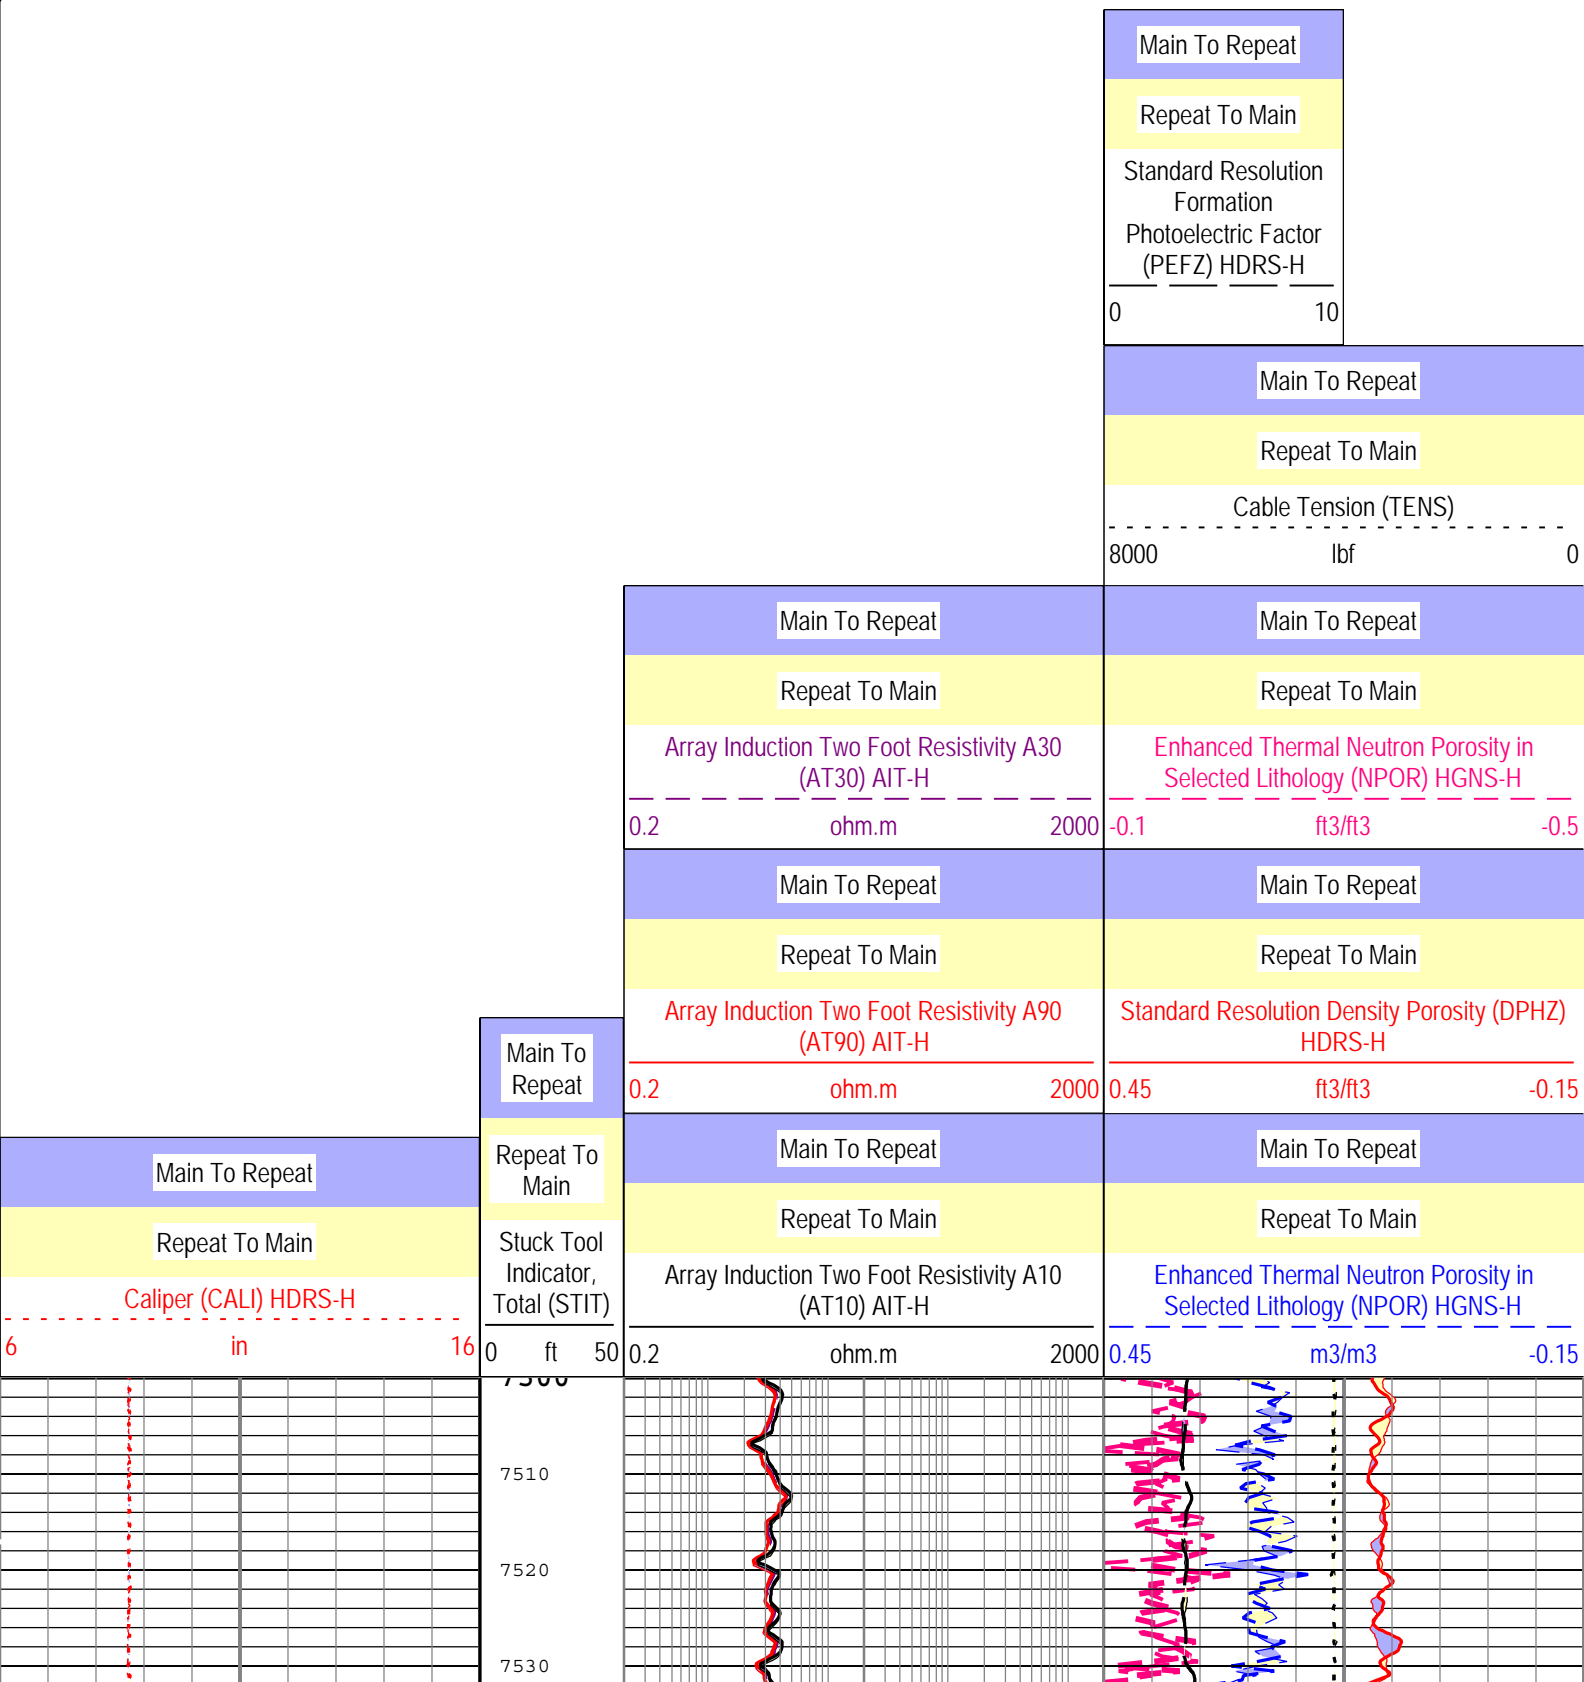 Main To Repeat
Repeat To Main
Standard Resolution
Formation
Photoelectric Factor
(PEFZ) HDRS-H
0 10
Main To Repeat
Repeat To Main
Cable Tension (TENS)
8000 lbf 0
Main To Repeat
Repeat To Main
Array Induction Two Foot Resistivity A30
(AT30) AIT-H
0.2 ohm.m 2000
Main To Repeat
Repeat To Main
Enhanced Thermal Neutron Porosity in
Selected Lithology (NPOR) HGNS-H
-0.1 ft3/ft3 -0.5
Main To Repeat
Repeat To Main
Array Induction Two Foot Resistivity A90
(AT90) AIT-H
0.2 ohm.m 2000
Main To Repeat
Repeat To Main
Standard Resolution Density Porosity (DPHZ)
HDRS-H
0.45 ft3/ft3 -0.15
Main To Repeat
Repeat To Main
Caliper (CALI) HDRS-H
6 in 16
Main To
Repeat
Repeat To
Main
Stuck Tool
Indicator,
Total (STIT)
0 ft 50
Main To Repeat
Repeat To Main
Array Induction Two Foot Resistivity A10
(AT10) AIT-H
0.2 ohm.m 2000
Main To Repeat
Repeat To Main
Enhanced Thermal Neutron Porosity in
Selected Lithology (NPOR) HGNS-H
0.45 m3/m3 -0.15
7500
7510
7520
7530